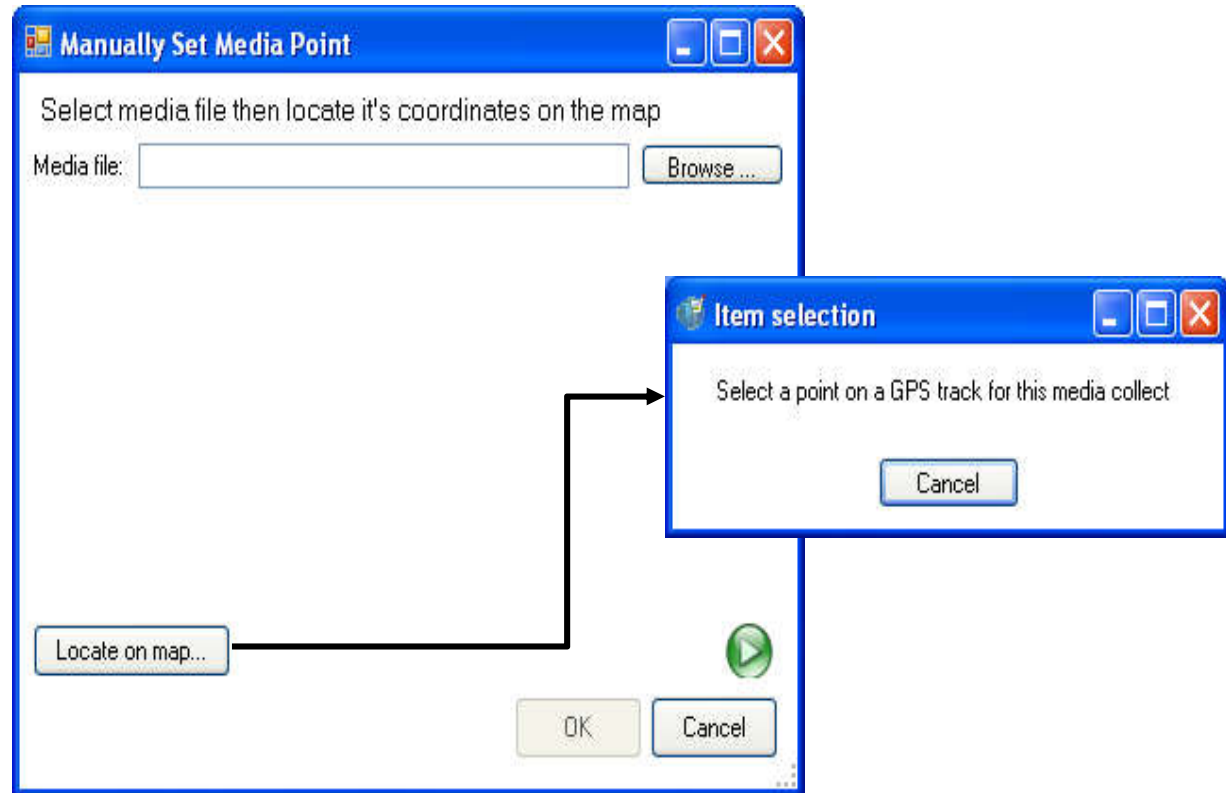 Manually Set Media Point
Select media file then locate it's coordinates on the map
Media file:
Browse ...
Item selection
Select a point on a GPS track for this media collect
Cancel
Locate on map...
OK
Cancel